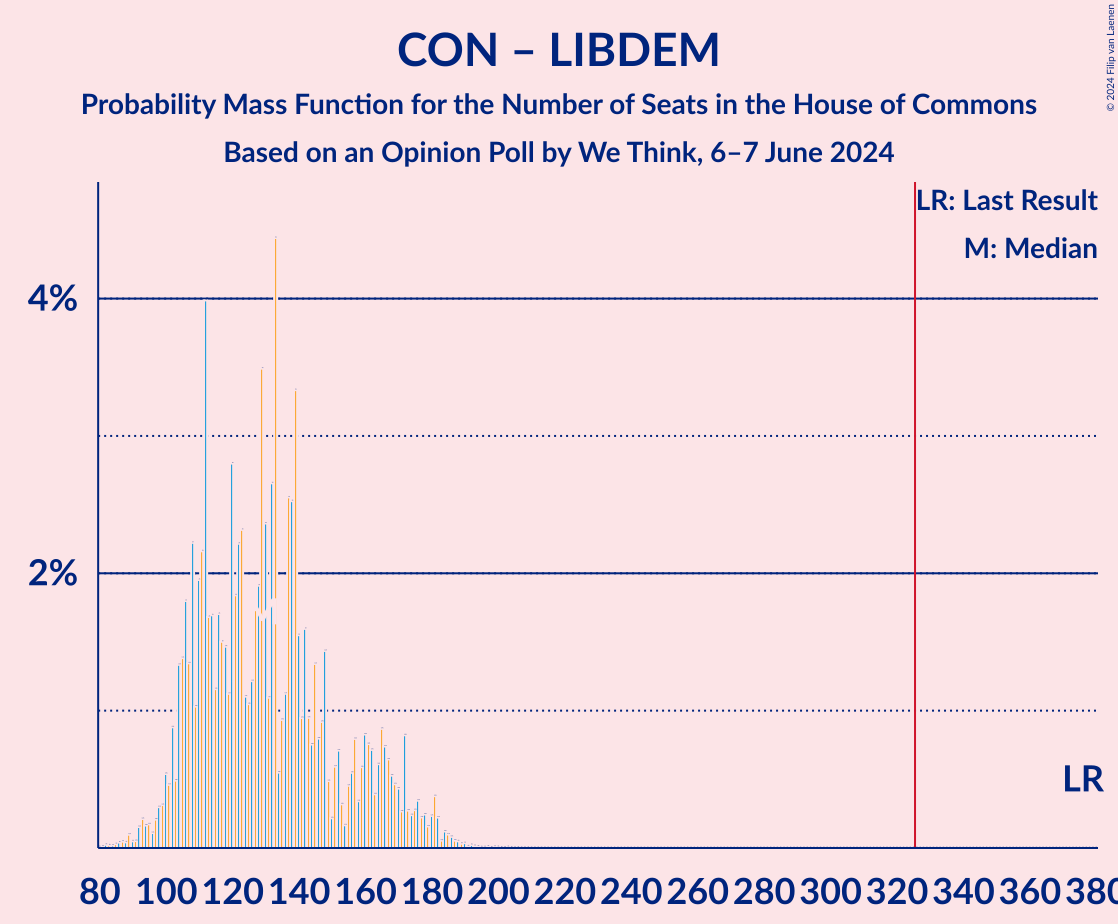 CON – LIBDEM
Probability Mass Function for the Number of Seats in the House of Commons
Based on an Opinion Poll by We Think, 6–7 June 2024
© 2024 Filip van Laenen
LR: Last Result
M: Median
4%
2%
LR
80 100 120 140 160 180 200 220 240 260 280 300 320 340 360 380